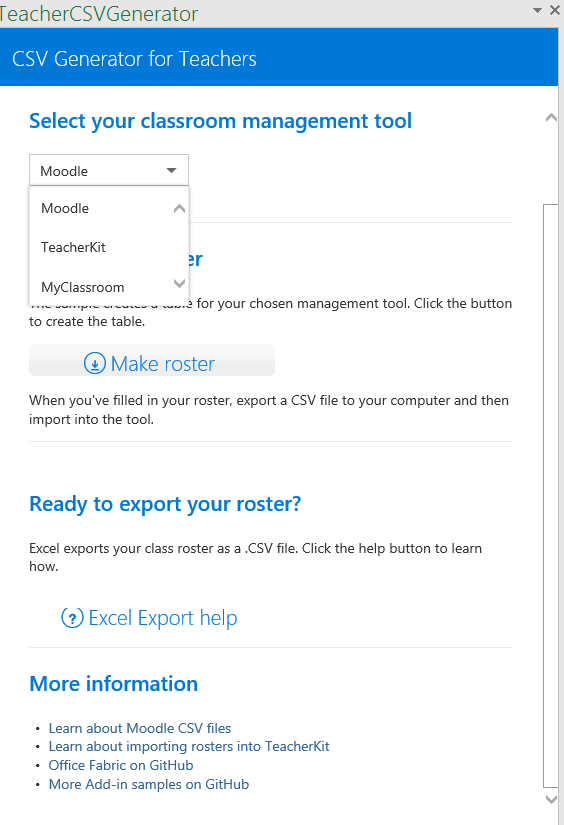 TeacherCSVGenerator
CSV Generator for Teachers
Select your classroom management tool
Moodle
Moodle
TeacherKit
MyClassroom
The sample creates a table for your chosen management tool. Click the button
to create the table.
Make roster
When you've filled in your roster, export a CSV file to your computer and then
import into the tool.
Ready to export your roster?
Excel exports your class roster as a .CSV file. Click the help button to learn
how.
Excel Export help
More information
• Learn about Moodle CSV files
• Learn about importing rosters into TeacherKit
• Office Fabric on GitHub
• More Add-in samples on GitHub